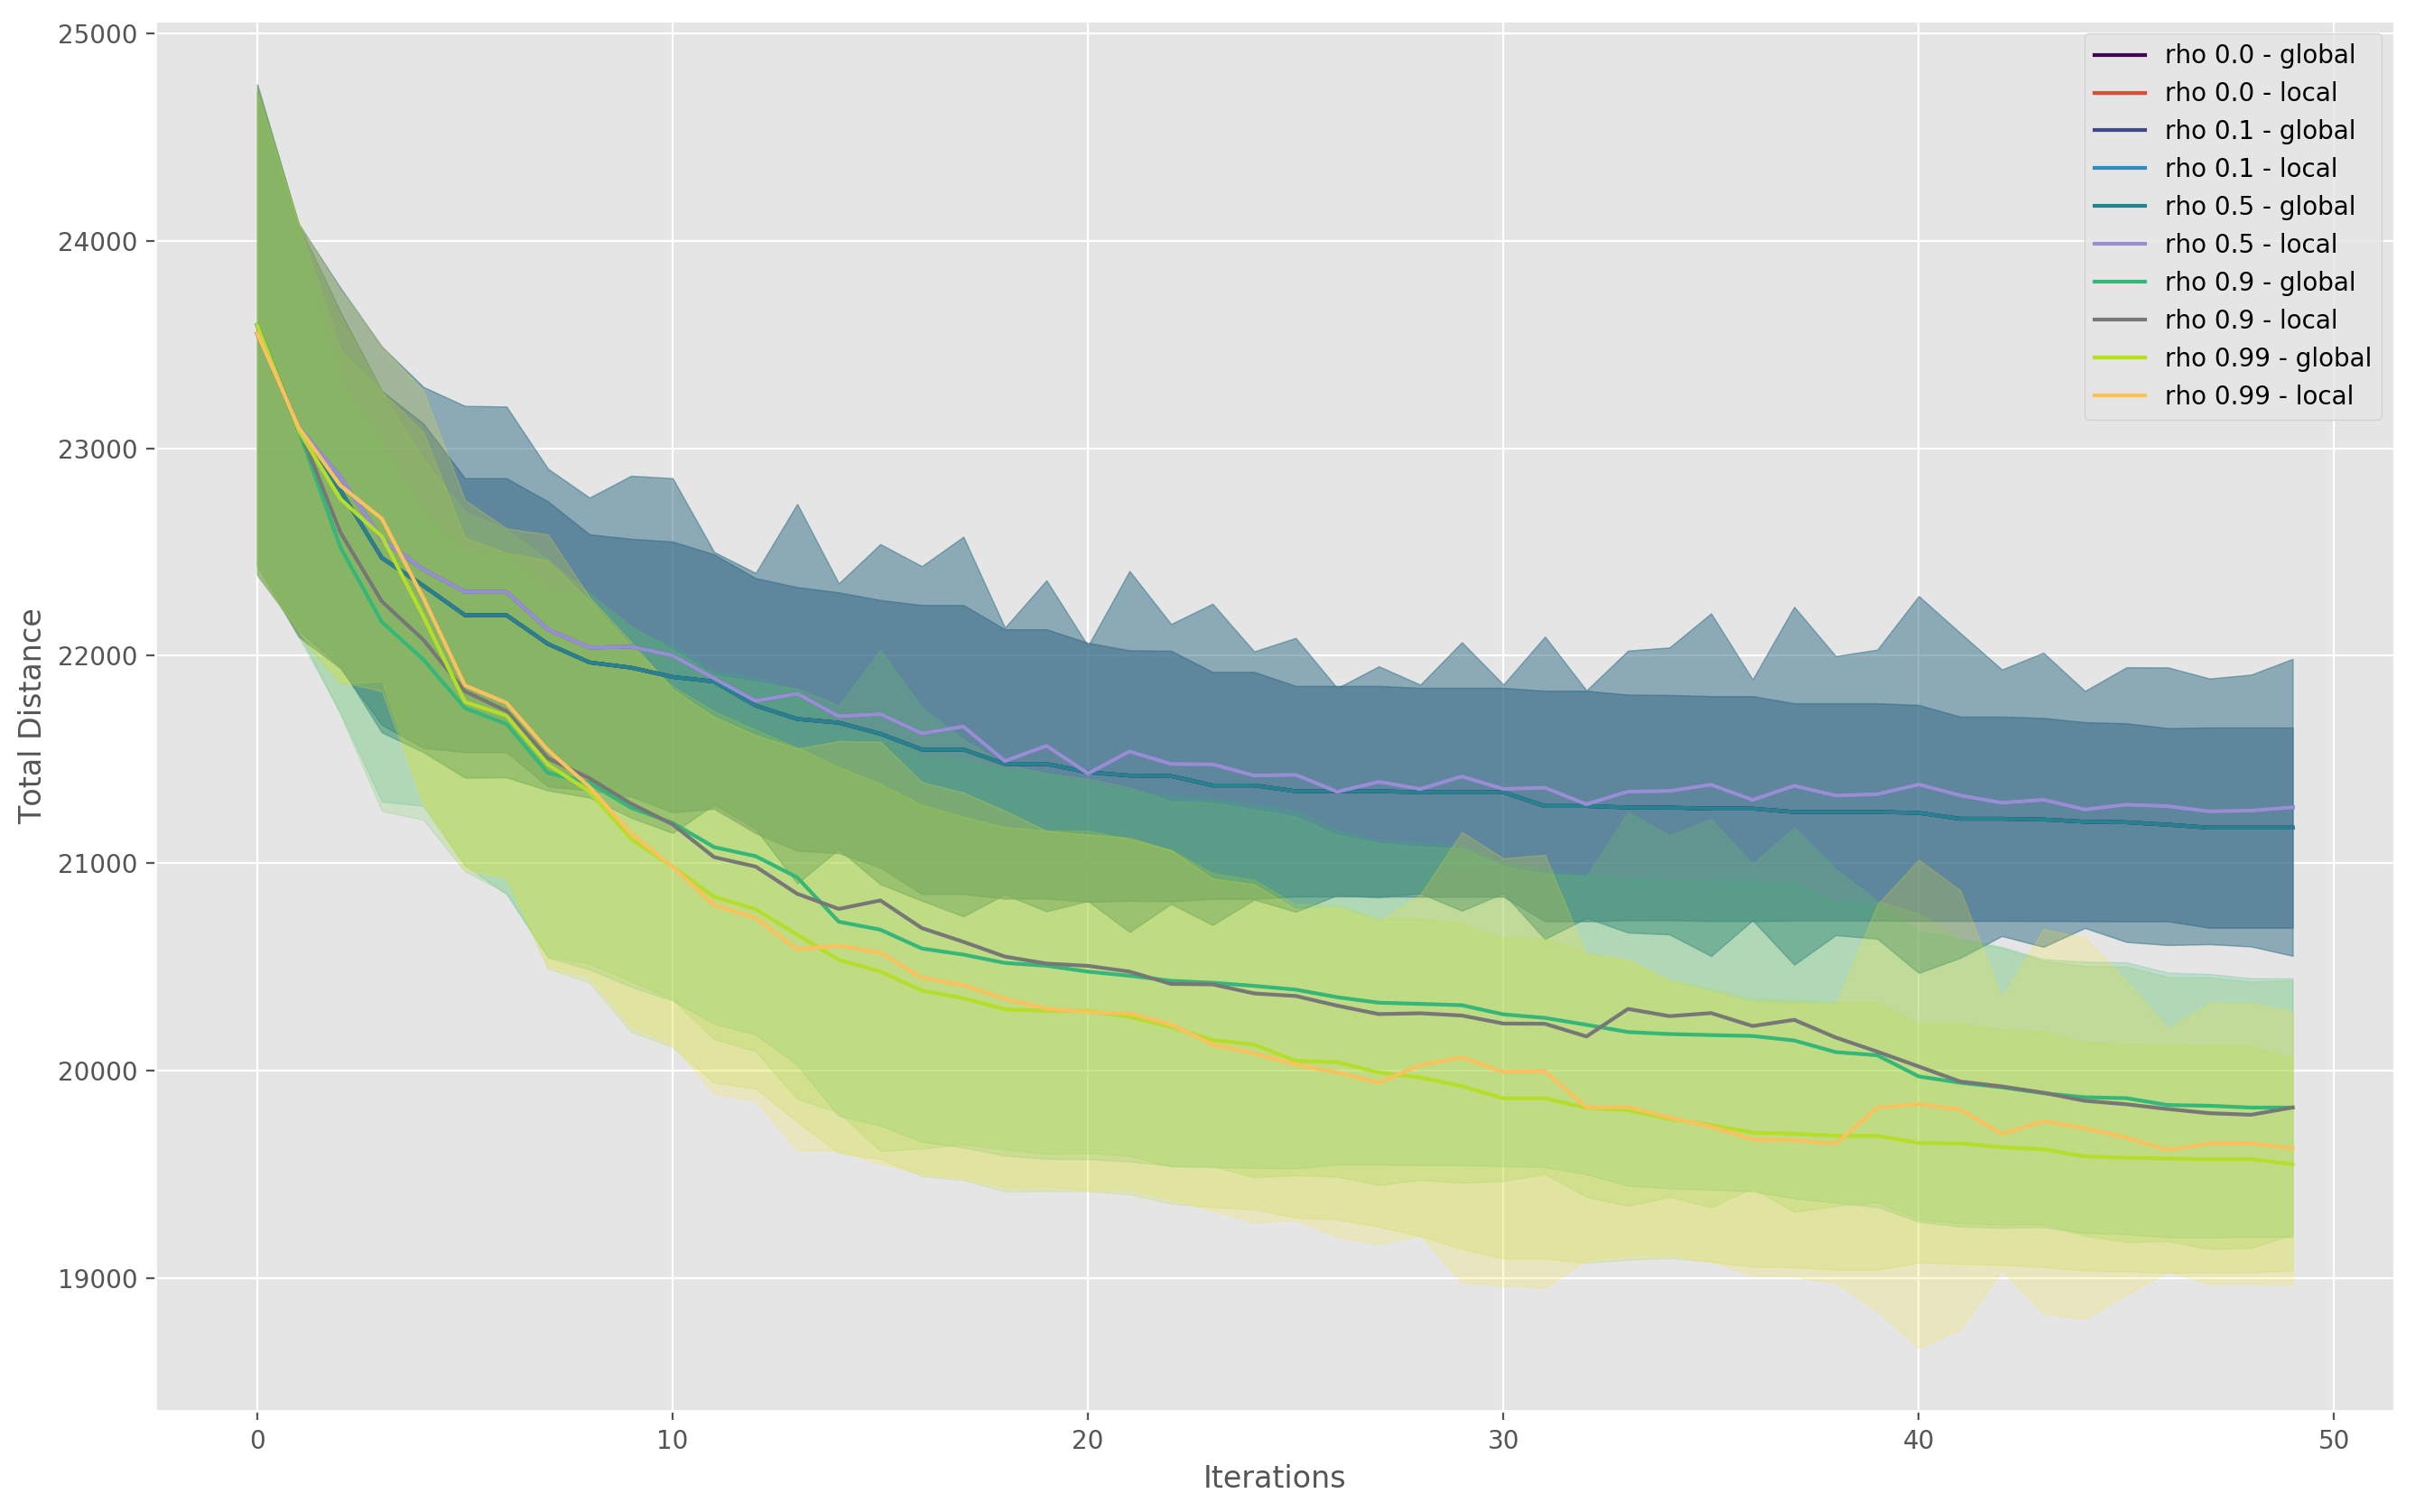 25000
24000
23000
22000
21000
20000
19000
Total Distance
0 10 20 30 40 50
Iterations
rho 0.0 - global
rho 0.0 - local
rho 0.1 - global
rho 0.1 - local
rho 0.5 - global
rho 0.5 - local
rho 0.9 - global
rho 0.9 - local
rho 0.99 - global
rho 0.99 - local